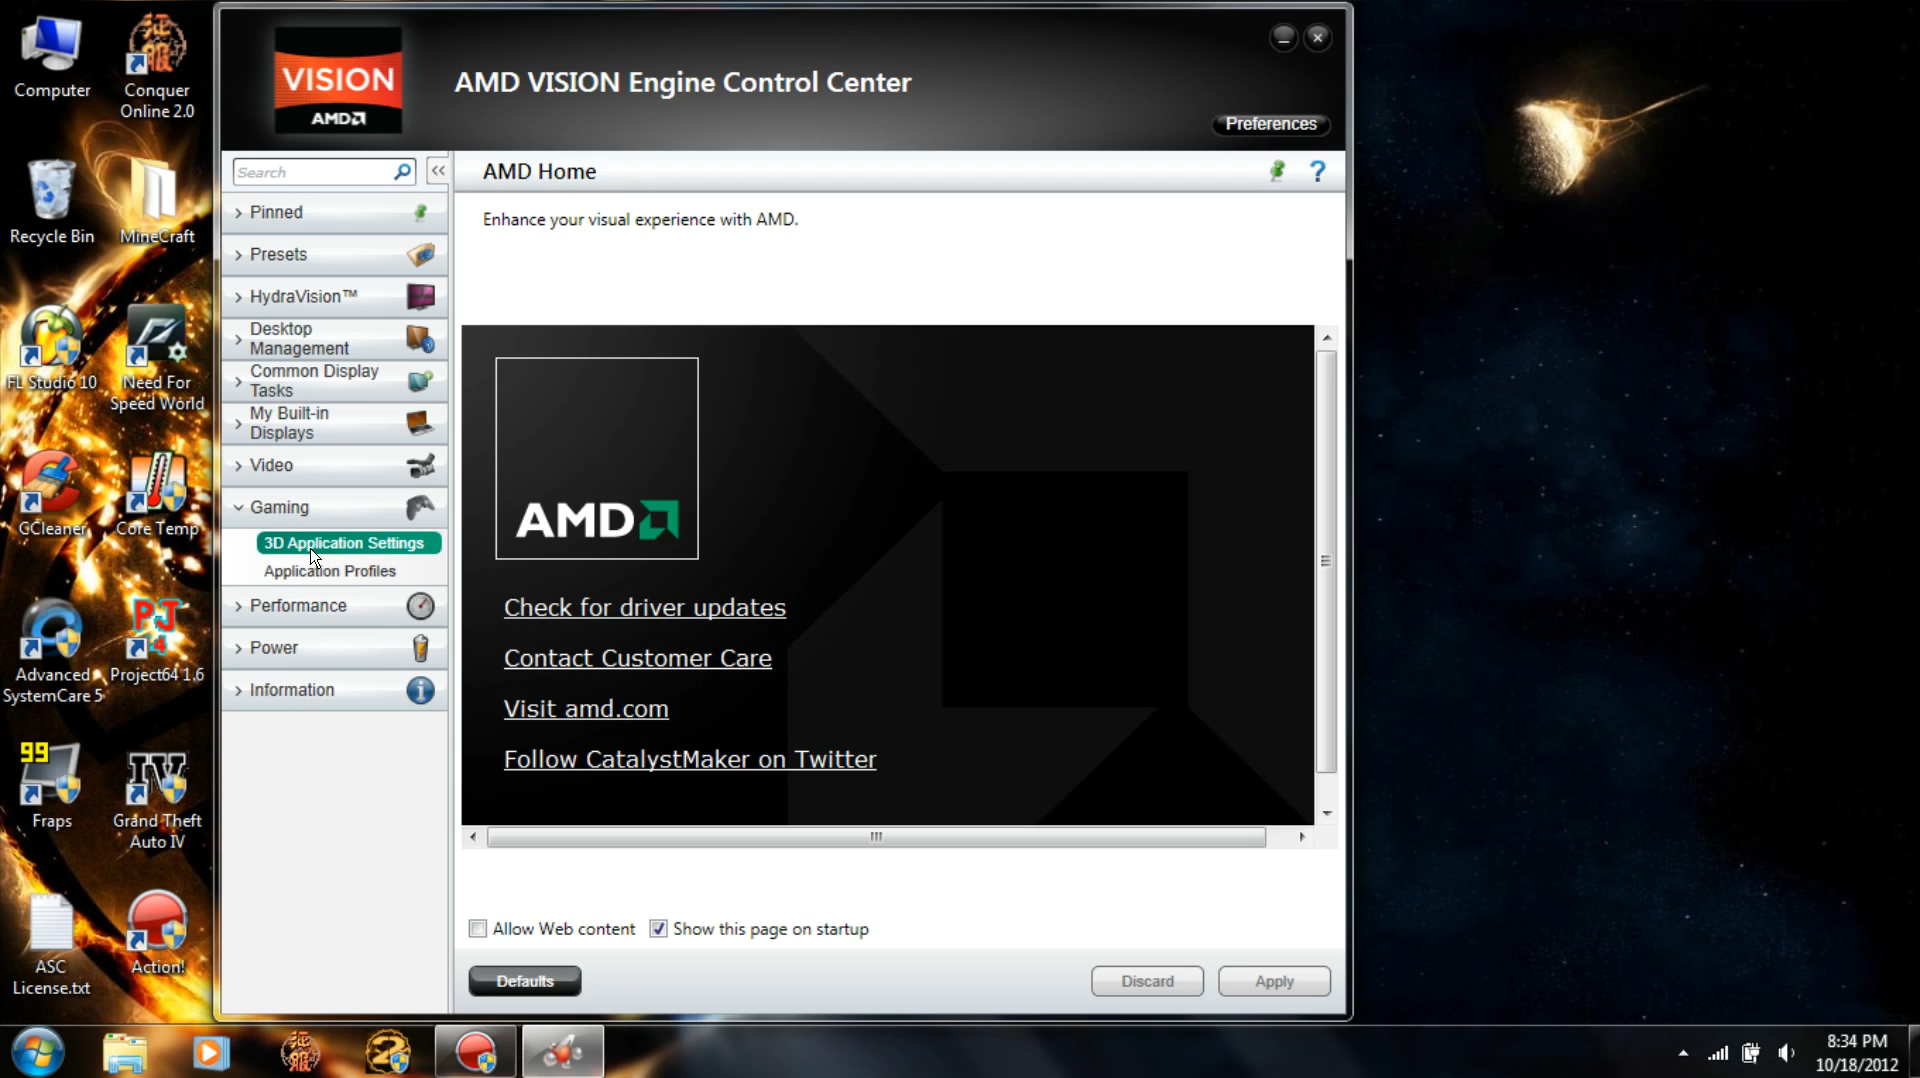 Computer
Conquer
Online 2.0
Recycle Bin
MineCraft
FL Studio 10
Need For
Speed World
CCleaner
Core Temp
Advanced
SystemCare 5
PJ
4
Project64 1.6
99
Fraps
IV
Grand Theft
Auto IV
ASC
License.txt
Action!
VISION
AMD
AMD VISION Engine Control Center
Preferences
Search
AMD Home
Enhance your visual experience with AMD.
Pinned
Presets
HydraVision™
Desktop
Management
Common Display
Tasks
My Built-in
Displays
Video
Gaming
3D Application Settings
Application Profiles
Performance
Power
Information
AMD
Check for driver updates
Contact Customer Care
Visit amd.com
Follow CatalystMaker on Twitter
Allow Web content
Show this page on startup
Defaults
Discard
Apply
8:34 PM
10/18/2012